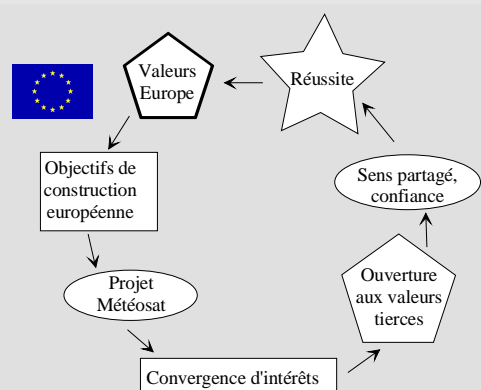 Valeurs
Europe
Réussite
Objectifs de
construction
européenne
Sens partagé,
confiance
Projet
Météosat
Ouverture
aux valeurs
tierces
Convergence d'intérêts